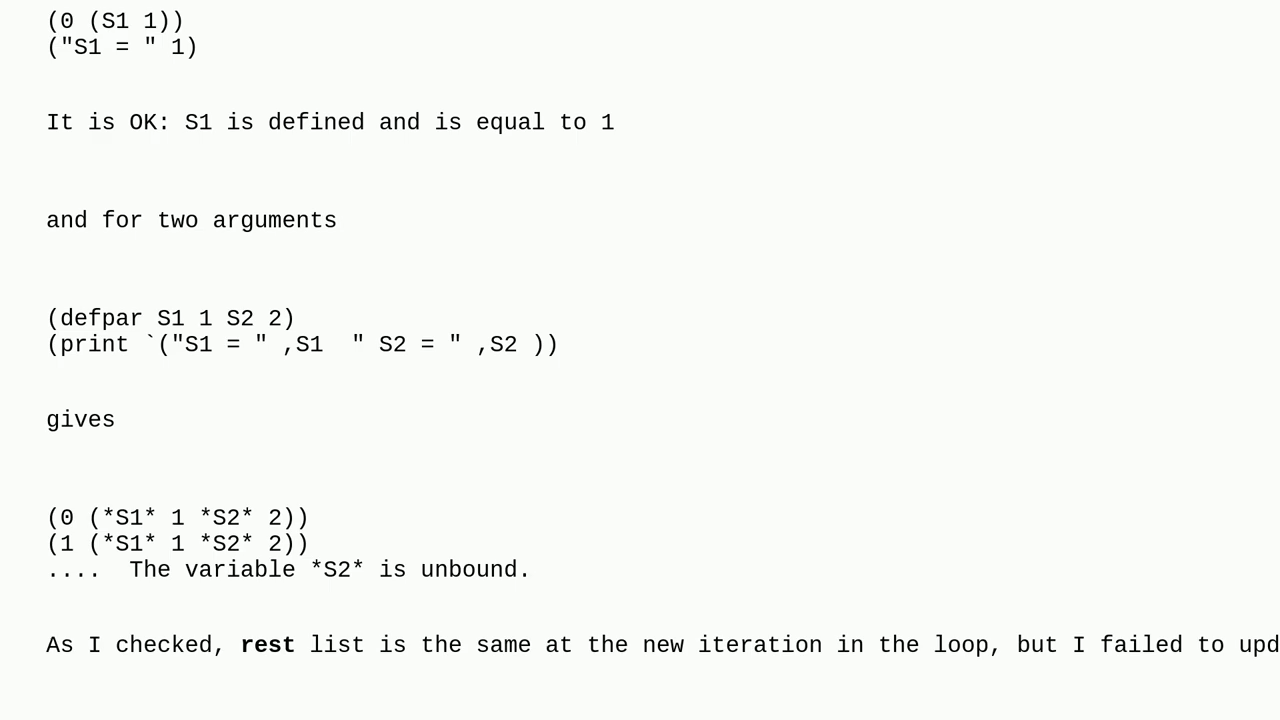 (0 (S1 1))
("S1 = " 1)
It is OK: S1 is defined and is equal to 1
and for two arguments
(defpar S1 1 S2 2)
(print `("S1 = " ,S1  " S2 = " ,S2 ))
gives
(0 (*S1* 1 *S2* 2))
(1 (*S1* 1 *S2* 2))
....  The variable *S2* is unbound.
As I checked, rest list is the same at the new iteration in the loop, but I failed to upd